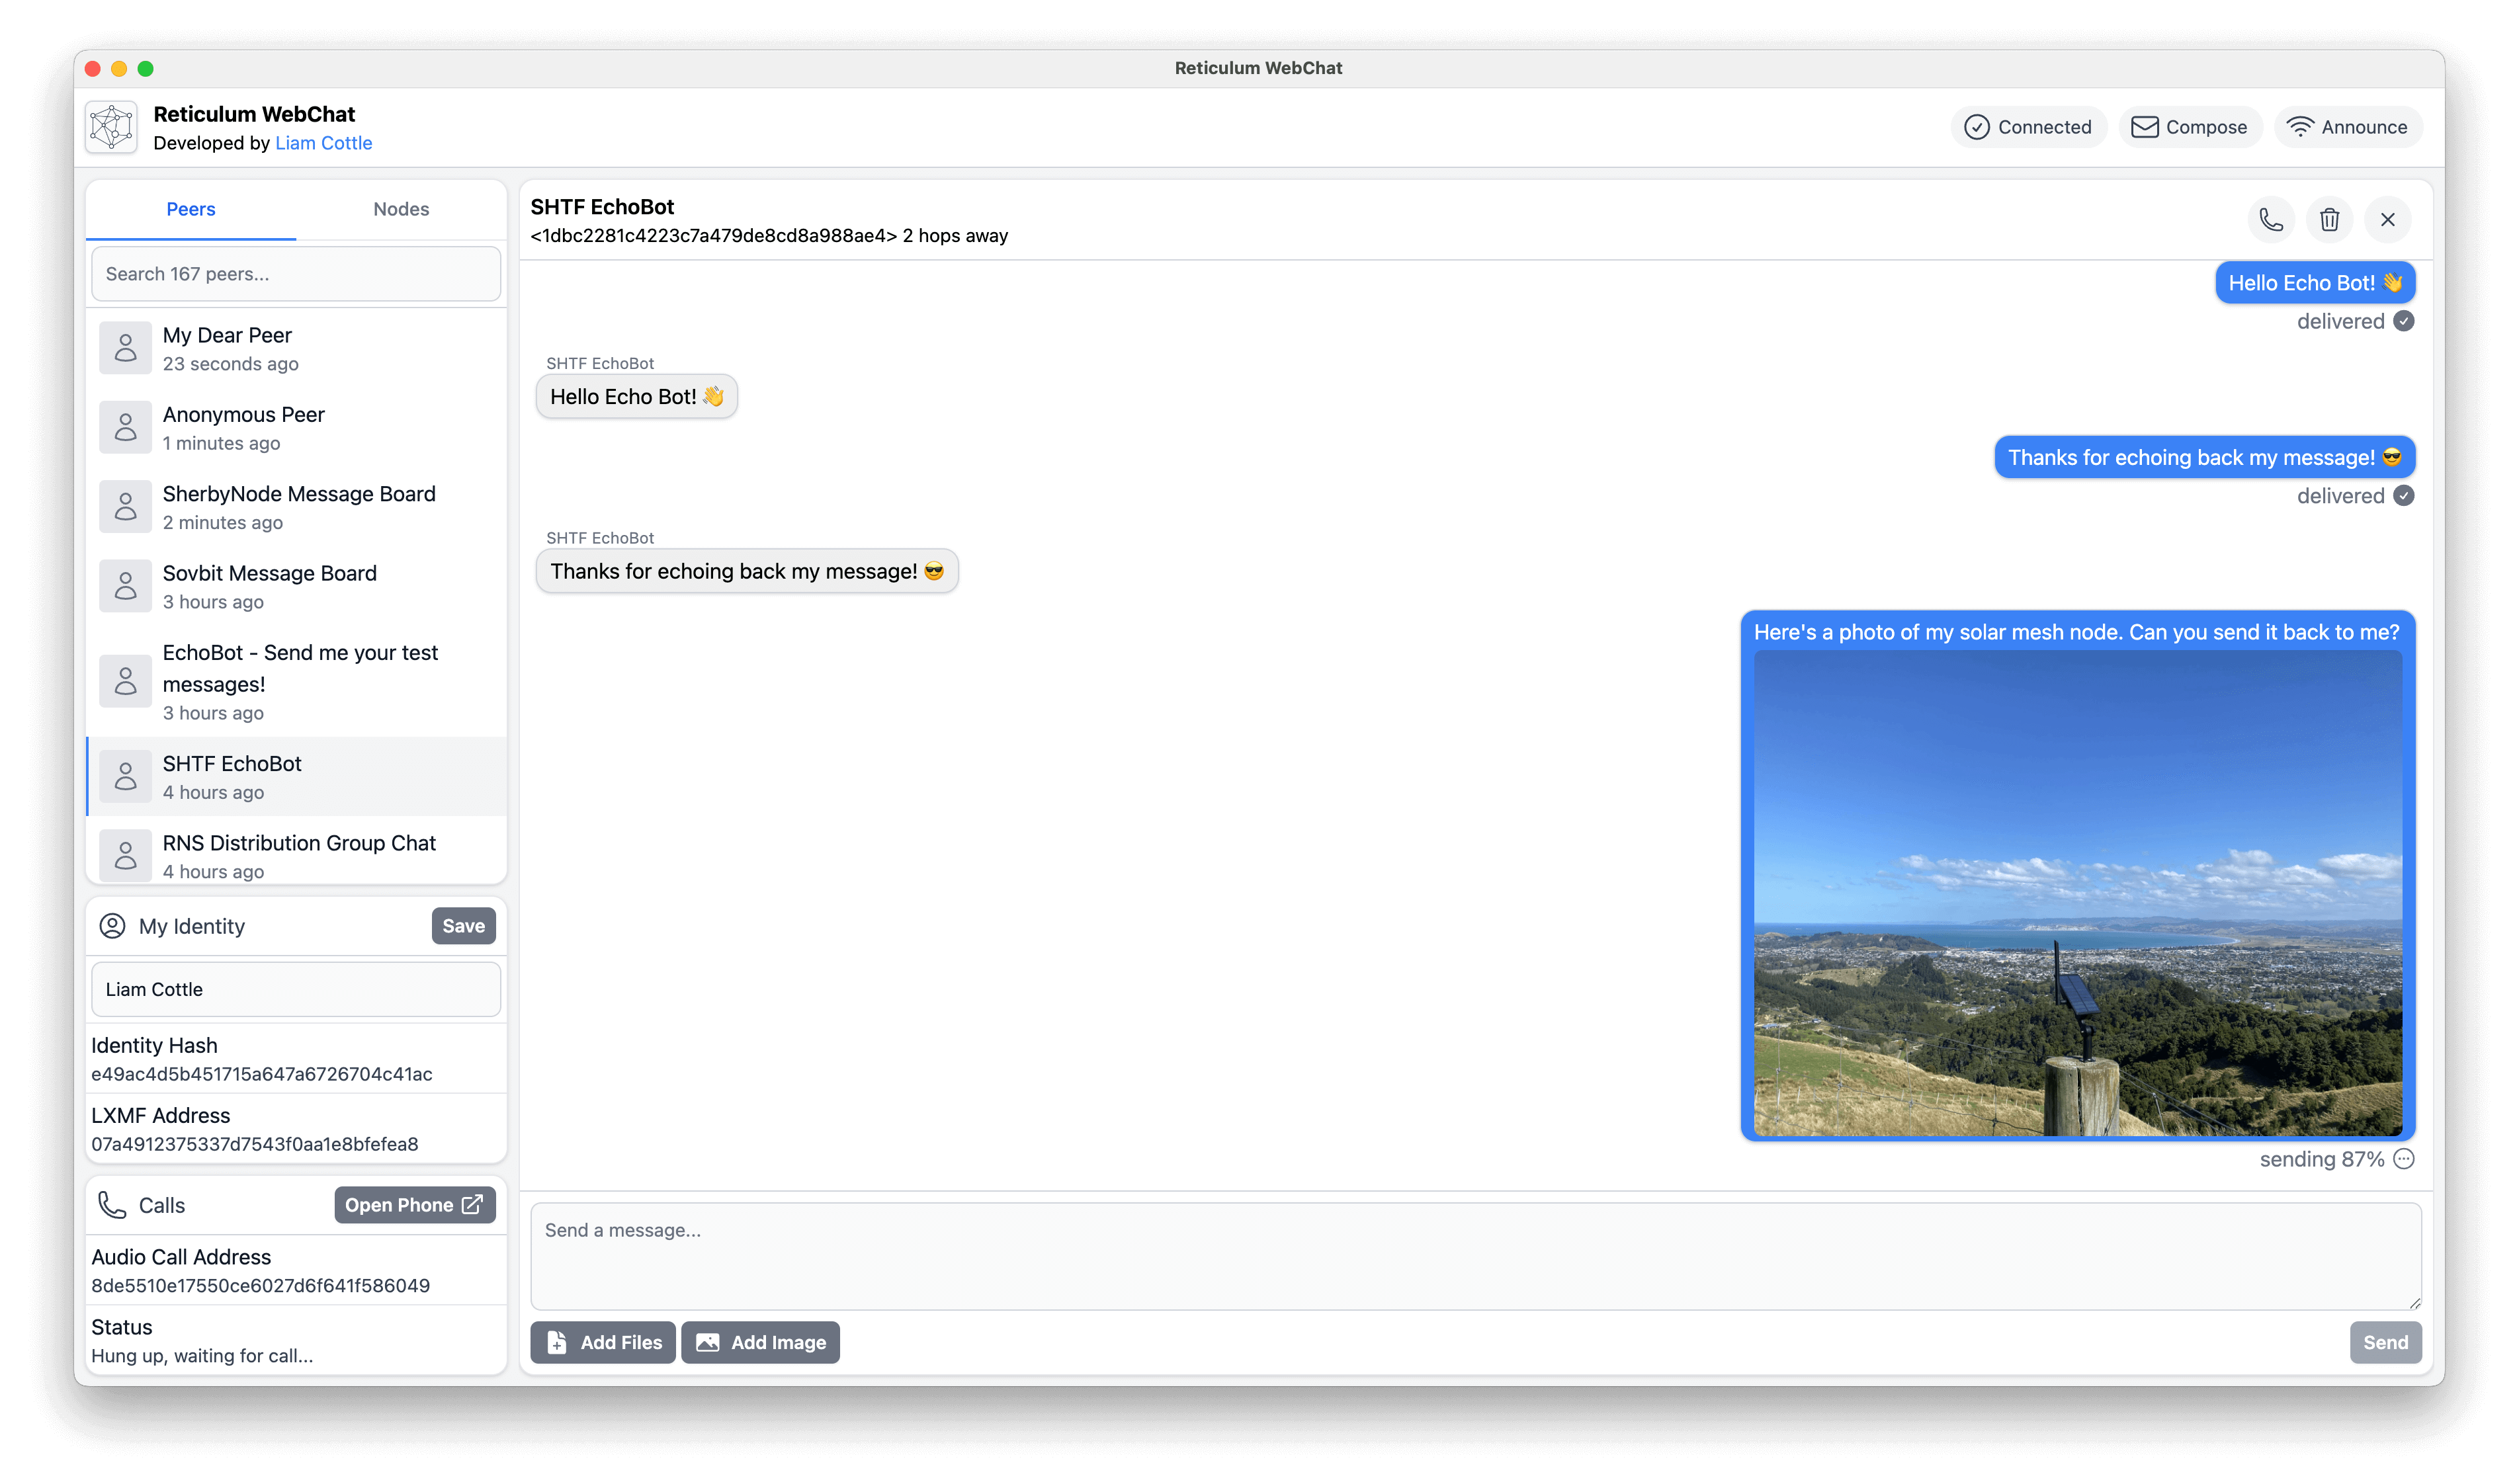 Reticulum WebChat
Reticulum WebChat
Developed by Liam Cottle
Connected
Compose
Announce
Peers
Nodes
Search 167 peers...
My Dear Peer
23 seconds ago
Anonymous Peer
1 minutes ago
SherbyNode Message Board
2 minutes ago
Sovbit Message Board
3 hours ago
EchoBot - Send me your test
messages!
3 hours ago
SHTF EchoBot
4 hours ago
RNS Distribution Group Chat
4 hours ago
My Identity
Save
Liam Cottle
Identity Hash
e49ac4d5b451715a647a6726704c41ac
LXMF Address
07a4912375337d7543f0aa1e8bfefea8
Calls
Open Phone
Audio Call Address
8de5510e17550ce6027d6f641f586049
Status
Hung up, waiting for call...
SHTF EchoBot
<1dbc2281c4223c7a479de8cd8a988ae4> 2 hops away
Hello Echo Bot! 👋
delivered
SHTF EchoBot
Hello Echo Bot! 👋
Thanks for echoing back my message! 😎
delivered
SHTF EchoBot
Thanks for echoing back my message! 😎
Here's a photo of my solar mesh node. Can you send it back to me?
sending 87%
Send a message...
Add Files
Add Image
Send